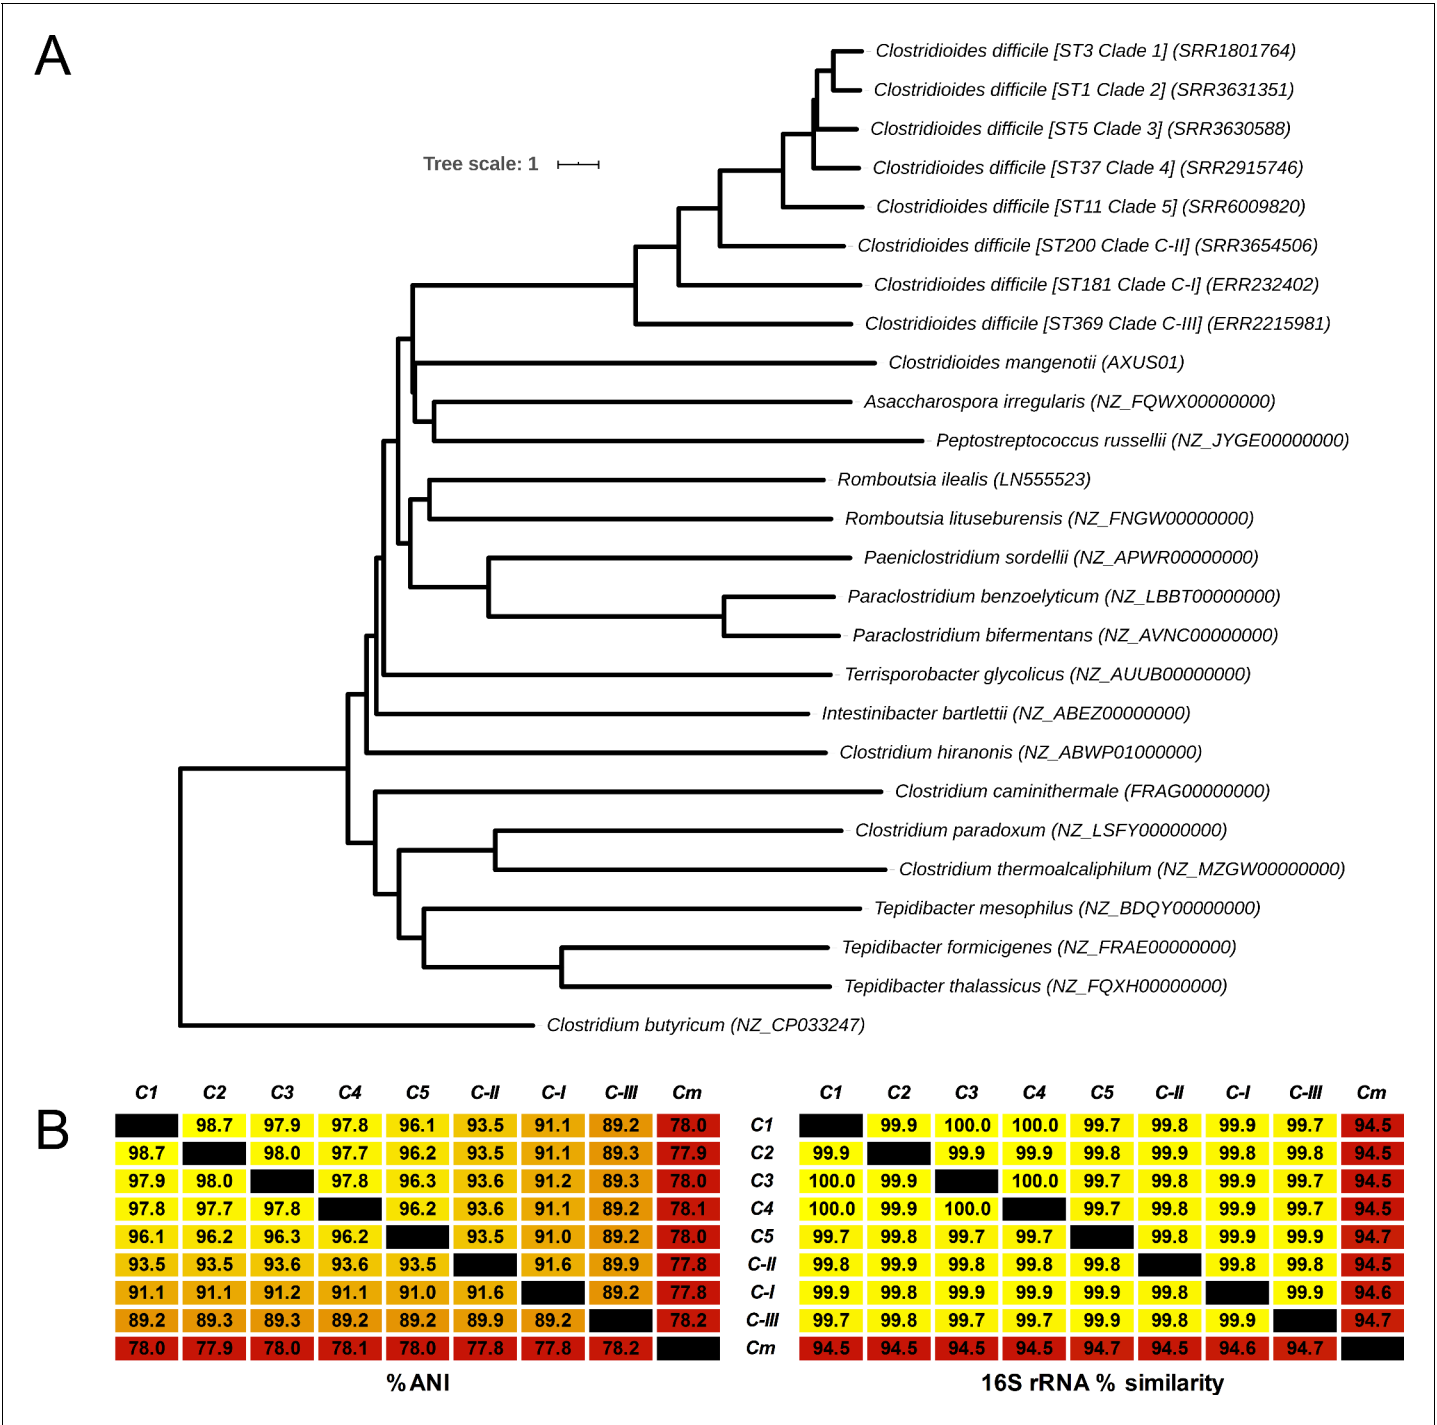 A
Clostridioides difficile [ST3 Clade 1] (SRR1801764)
Clostridioides difficile [ST1 Clade 2] (SRR3631351)
Clostridioides difficile [ST5 Clade 3] (SRR3630588)
Tree scale: 1
Clostridioides difficile [ST37 Clade 4] (SRR2915746)
Clostridioides difficile [ST11 Clade 5] (SRR6009820)
Clostridioides difficile [ST200 Clade C-II] (SRR3654506)
Clostridioides difficile [ST181 Clade C-I] (ERR232402)
Clostridioides difficile [ST369 Clade C-III] (ERR2215981)
Clostridioides mangenotii (AXUS01)
Asaccharospora irregularis (NZ_FQWX00000000)
Peptostreptococcus russellii (NZ_JYGE00000000)
Romboutsia ilealis (LN555523)
Romboutsia lituseburensis (NZ_FNGW00000000)
Paeniclostridium sordellii (NZ_APWR00000000)
Paraclostridium benzoelyticum (NZ_LBBT00000000)
Paraclostridium bifermentans (NZ_AVNC00000000)
Terrisporobacter glycolicus (NZ_AUUB00000000)
Intestinibacter bartlettii (NZ_ABEZ00000000)
Clostridium hiranonis (NZ_ABWP01000000)
Clostridium caminithermale (FRAG00000000)
Clostridium paradoxum (NZ_LSFY00000000)
Clostridium thermoalcaliphilum (NZ_MZGW00000000)
Tepidibacter mesophilus (NZ_BDQY00000000)
Tepidibacter formicigenes (NZ_FRAE00000000)
Tepidibacter thalassicus (NZ_FQXH00000000)
Clostridium butyricum (NZ_CP033247)
B
C1 C2 C3 C4 C5 C-II C-I C-III Cm C1 C2 C3 C4 C5 C-II C-I C-III Cm
98.7 97.9 97.8 96.1 93.5 91.1 89.2 78.0 C1 99.9 100.0 100.0 99.7 99.8 99.9 99.7 94.5
98.7 98.0 97.7 96.2 93.5 91.1 89.3 77.9 C2 99.9 99.9 99.9 99.8 99.9 99.8 99.8 94.5
97.9 98.0 97.8 96.3 93.6 91.2 89.3 78.0 C3 100.0 99.9 100.0 99.7 99.8 99.9 99.7 94.5
97.8 97.7 97.8 96.2 93.6 91.1 89.2 78.1 C4 100.0 99.9 100.0 99.7 99.8 99.9 99.7 94.5
96.1 96.2 96.3 96.2 93.5 91.0 89.2 78.0 C5 99.7 99.8 99.7 99.7 99.8 99.9 99.9 94.7
93.5 93.5 93.6 93.6 93.5 91.6 89.9 77.8 C-II 99.8 99.9 99.8 99.8 99.8 99.8 99.8 94.5
91.1 91.1 91.2 91.1 91.0 91.6 89.2 77.8 C-I 99.9 99.8 99.9 99.9 99.9 99.8 99.9 94.6
89.2 89.3 89.3 89.2 89.2 89.9 89.2 78.2 C-III 99.7 99.8 99.7 99.7 99.9 99.8 99.9 94.7
78.0 77.9 78.0 78.1 78.0 77.8 77.8 78.2 Cm 94.5 94.5 94.5 94.5 94.7 94.5 94.6 94.7
% ANI 16S rRNA % similarity